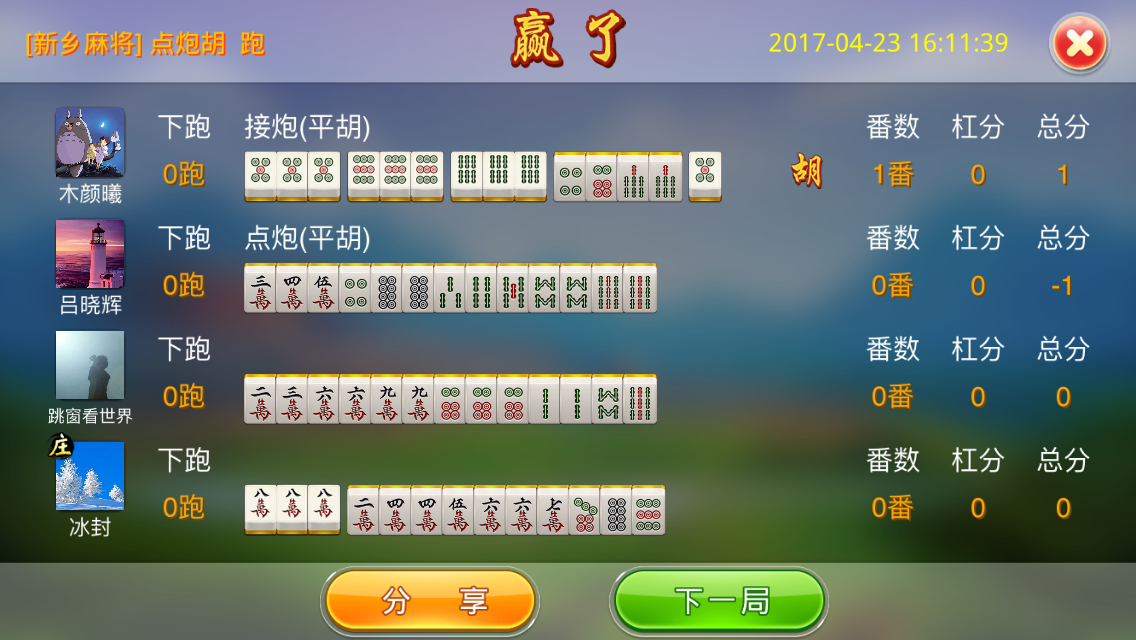 [新乡麻将] 点炮胡 跑
赢了
2017-04-23 16:11:39
下跑 接炮(平胡) 番数 杠分 总分
0跑 胡 1番 0 1
木颜曦
下跑 点炮(平胡) 番数 杠分 总分
0跑 三萬 四萬 伍萬 0番 0 -1
吕晓辉
下跑 番数 杠分 总分
0跑 二萬 三萬 六萬 六萬 九萬 九萬 0番 0 0
跳窗看世界
庄
下跑 番数 杠分 总分
0跑 八萬 八萬 八萬 二萬 四萬 四萬 伍萬 六萬 六萬 七萬 0番 0 0
冰封
分 享 下一局